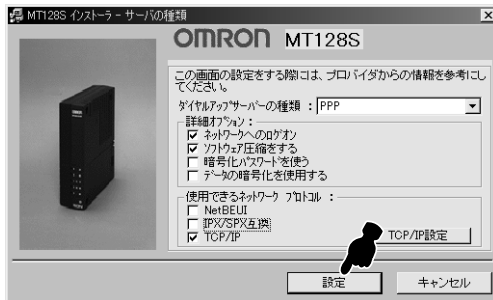 MT128S インストーラ - サーバの種類
OMRON MT128S
この画面の設定をする際には、プロバイダからの情報を参考にし
てください。
ダイヤルアップサーバーの種類 : PPP
詳細オプション :
ネットワークへのログオン
ソフトウェア圧縮をする
暗号化パスワードを使う
データの暗号化を使用する
使用できるネットワーク プロトコル :
NetBEUI
IPX/SPX互換
TCP/IP
TCP/IP設定
設定
キャンセル